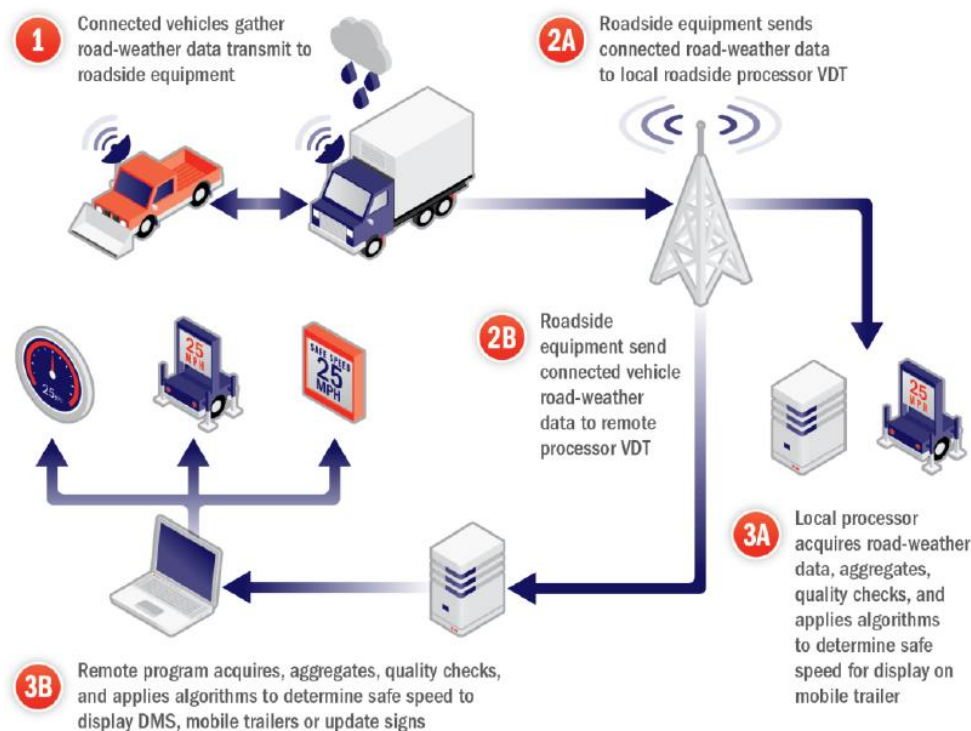 1
Connected vehicles gather
road-weather data transmit to
roadside equipment
2A
Roadside equipment sends
connected road-weather data
to local roadside processor VDT
2B
Roadside
equipment send
connected vehicle
road-weather
data to remote
processor VDT
25
25
MPH
SAFE SPEED
25
MPH
25
MPH
3A
Local processor
acquires road-weather
data, aggregates,
quality checks, and
applies algorithms
to determine safe
speed for display on
mobile trailer
3B
Remote program acquires, aggregates, quality checks,
and applies algorithms to determine safe speed to
display DMS, mobile trailers or update signs